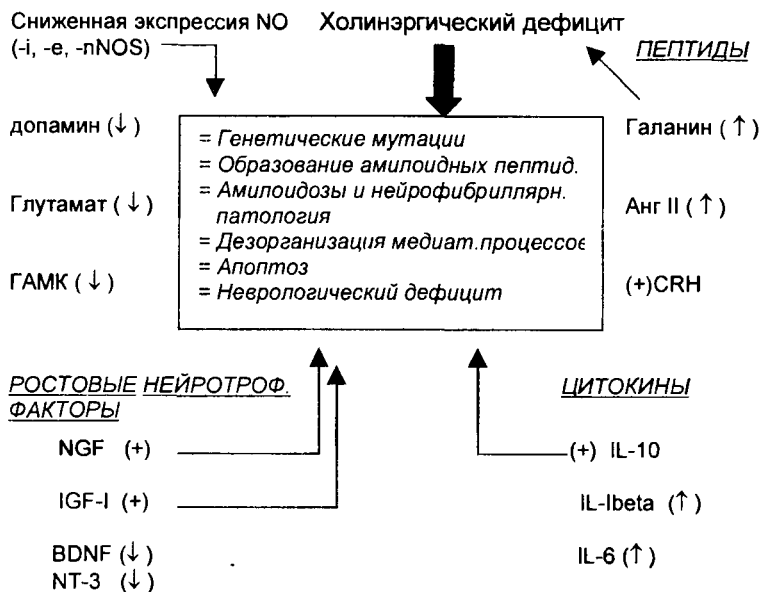 Сниженная экспрессия NO
(-i, -e, -nNOS)
Холинэргический дефицит
ПЕПТИДЫ
допамин (↓)
Глутамат (↓)
ГАМК (↓)
= Генетические мутации
= Образование амилоидных пептид.
= Амилоидозы и нейрофибриллярн.
патология
= Дезорганизация медиат.процессов
= Апоптоз
= Неврологический дефицит
Галанин (↑)
Анг II (↑)
(+)CRH
РОСТОВЫЕ НЕЙРОТРОФ.
ФАКТОРЫ
NGF (+)
IGF-I (+)
BDNF (↓)
NT-3 (↓)
ЦИТОКИНЫ
(+) IL-10
IL-Ibeta (↑)
IL-6 (↑)